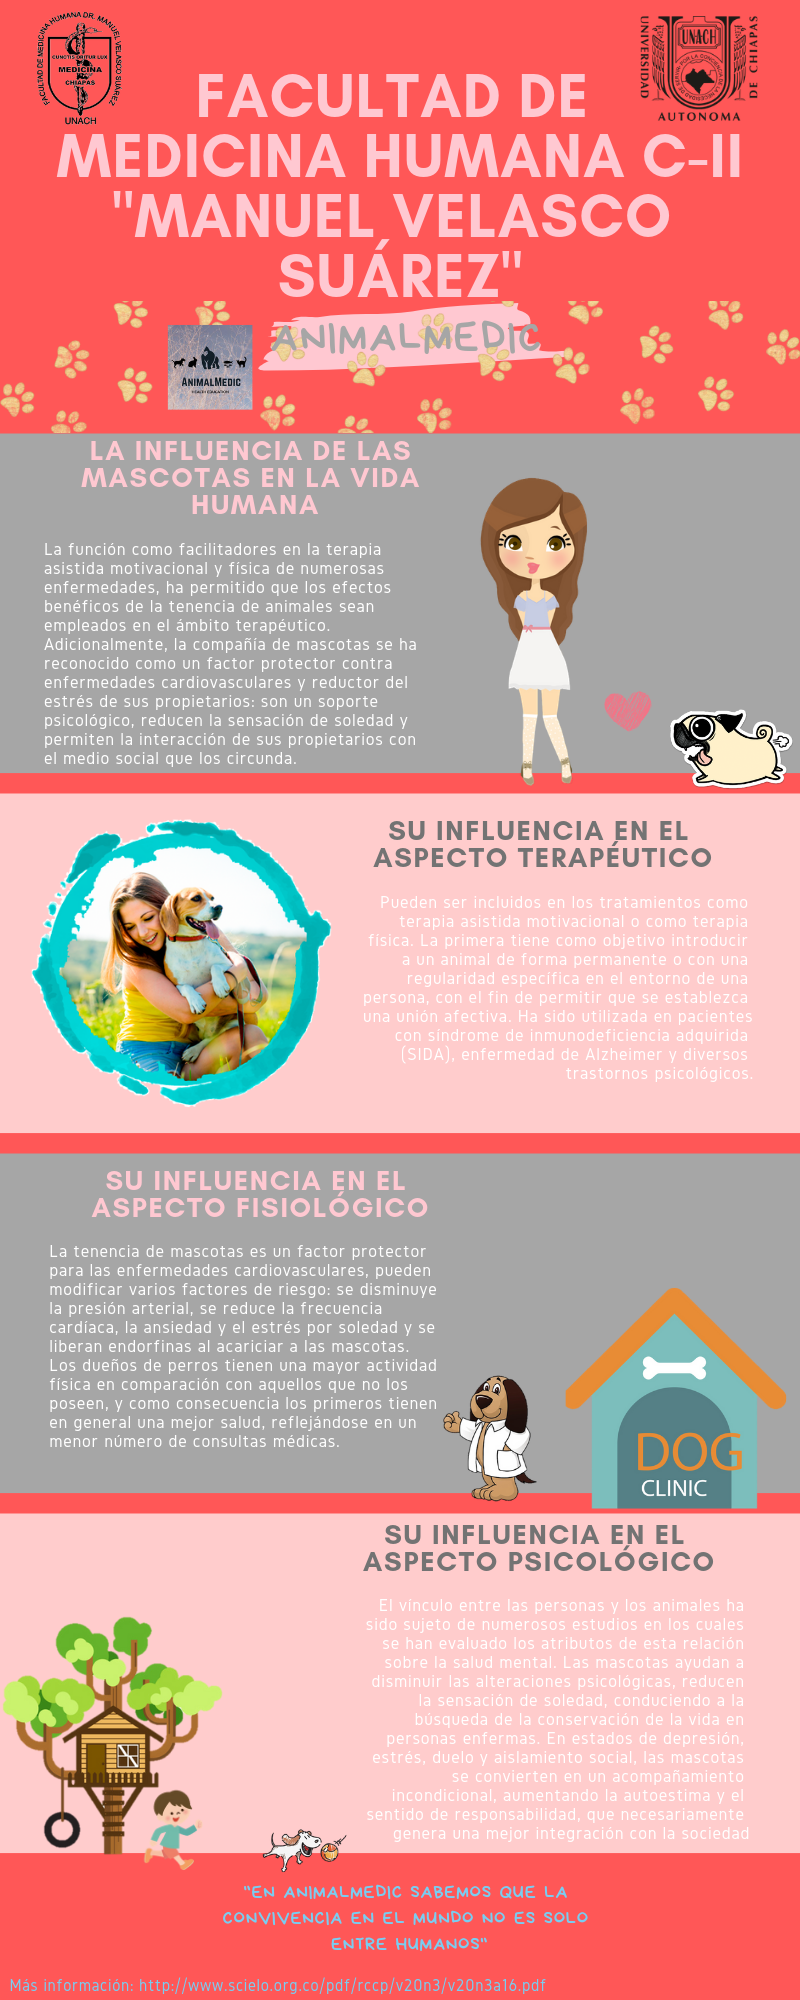 FACULTAD DE MEDICINA HUMANA DR. MANUEL VELASCO SUÁREZ
CUNCTIS ORITUR LUX
MEDICINA
CHIAPAS
UNACH
UNIVERSIDAD
UNACH
DE CHIAPAS
AUTONOMA
FACULTAD DE
MEDICINA HUMANA C-II
"MANUEL VELASCO
SUÁREZ"
ANIMALMEDIC
ANIMALMEDIC
HEALTH EDUCATION
LA INFLUENCIA DE LAS
MASCOTAS EN LA VIDA
HUMANA
La función como facilitadores en la terapia
asistida motivacional y física de numerosas
enfermedades, ha permitido que los efectos
benéficos de la tenencia de animales sean
empleados en el ámbito terapéutico.
Adicionalmente, la compañía de mascotas se ha
reconocido como un factor protector contra
enfermedades cardiovasculares y reductor del
estrés de sus propietarios: son un soporte
psicológico, reducen la sensación de soledad y
permiten la interacción de sus propietarios con
el medio social que los circunda.
SU INFLUENCIA EN EL
ASPECTO TERAPÉUTICO
Pueden ser incluidos en los tratamientos como
terapia asistida motivacional o como terapia
física. La primera tiene como objetivo introducir
a un animal de forma permanente o con una
regularidad específica en el entorno de una
persona, con el fin de permitir que se establezca
una unión afectiva. Ha sido utilizada en pacientes
con síndrome de inmunodeficiencia adquirida
(SIDA), enfermedad de Alzheimer y diversos
trastornos psicológicos.
SU INFLUENCIA EN EL
ASPECTO FISIOLÓGICO
La tenencia de mascotas es un factor protector
para las enfermedades cardiovasculares, pueden
modificar varios factores de riesgo: se disminuye
la presión arterial, se reduce la frecuencia
cardíaca, la ansiedad y el estrés por soledad y se
liberan endorfinas al acariciar a las mascotas.
Los dueños de perros tienen una mayor actividad
física en comparación con aquellos que no los
poseen, y como consecuencia los primeros tienen
en general una mejor salud, reflejándose en un
menor número de consultas médicas.
DOG
CLINIC
SU INFLUENCIA EN EL
ASPECTO PSICOLÓGICO
El vínculo entre las personas y los animales ha
sido sujeto de numerosos estudios en los cuales
se han evaluado los atributos de esta relación
sobre la salud mental. Las mascotas ayudan a
disminuir las alteraciones psicológicas, reducen
la sensación de soledad, conduciendo a la
búsqueda de la conservación de la vida en
personas enfermas. En estados de depresión,
estrés, duelo y aislamiento social, las mascotas
se convierten en un acompañamiento
incondicional, aumentando la autoestima y el
sentido de responsabilidad, que necesariamente
genera una mejor integración con la sociedad
"EN ANIMALMEDIC SABEMOS QUE LA
CONVIVENCIA EN EL MUNDO NO ES SOLO
ENTRE HUMANOS"
Más información: http://www.scielo.org.co/pdf/rccp/v20n3/v20n3a16.pdf